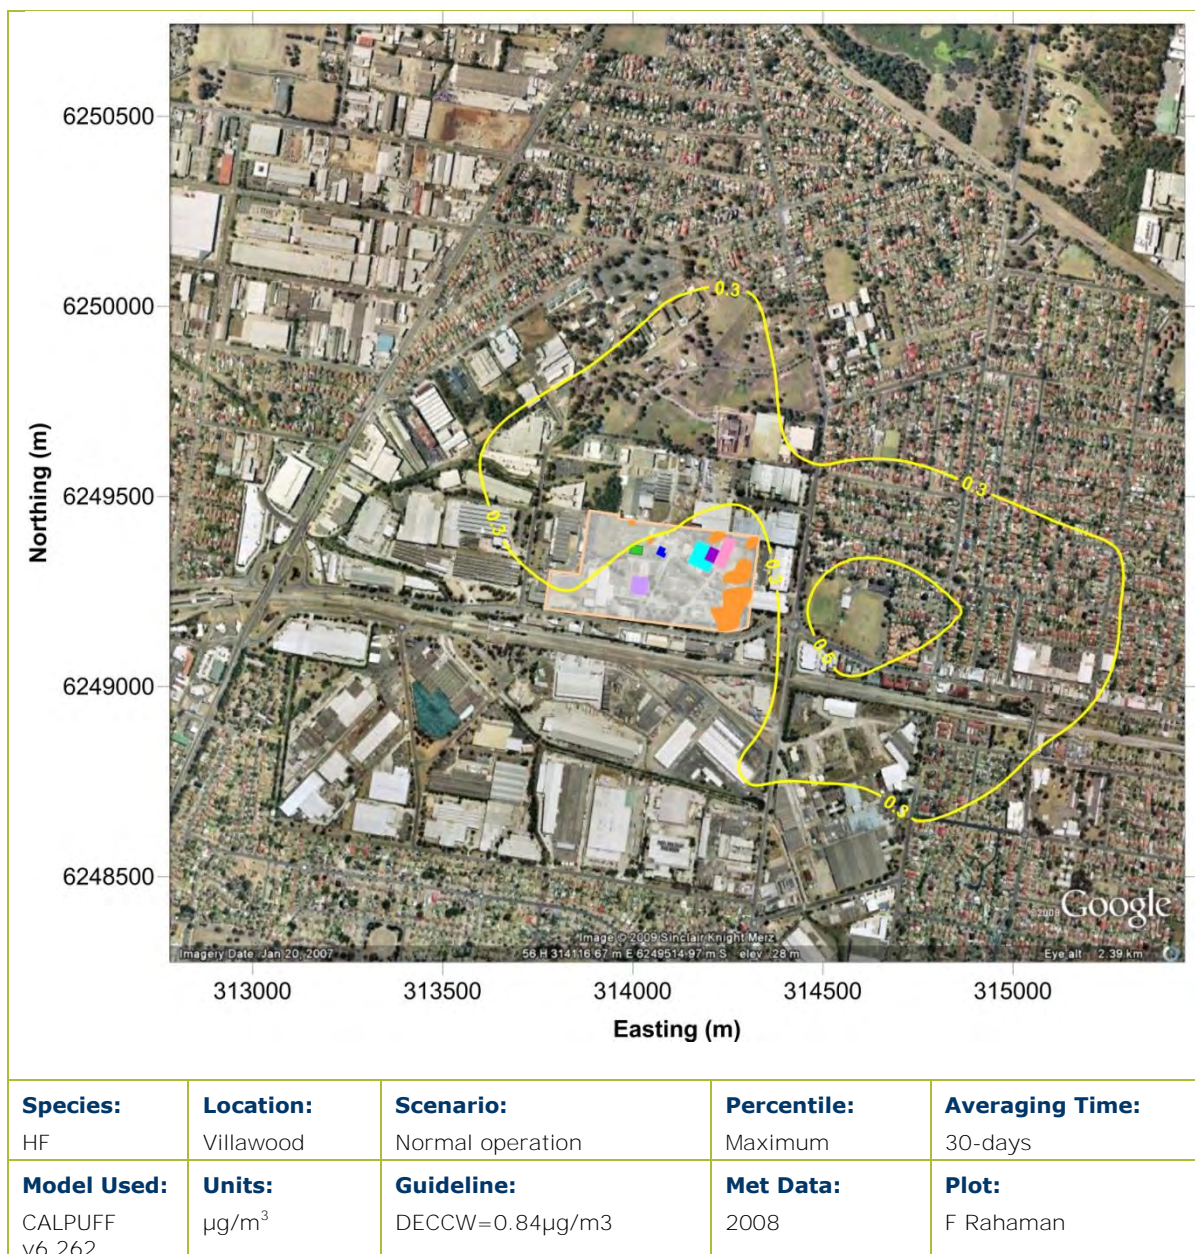 6250500
6250000
6249500
6249000
6248500
Northing (m)
0.3
0.3
0.3
0.3
0.6
0.3
©2009 Google
Image © 2009 Sinclair Knight Merz
Imagery Date: Jan 20, 2007
56 H 314116.67 m E 6249514.97 m S elev 28 m
Eye alt 2.39 km
313000 313500 314000 314500 315000
Easting (m)
Species: Location: Scenario: Percentile: Averaging Time:
HF Villawood Normal operation Maximum 30-days
Model Used: Units: Guideline: Met Data: Plot:
CALPUFF µg/m³ DECCW=0.84µg/m3 2008 F Rahaman
v6.262